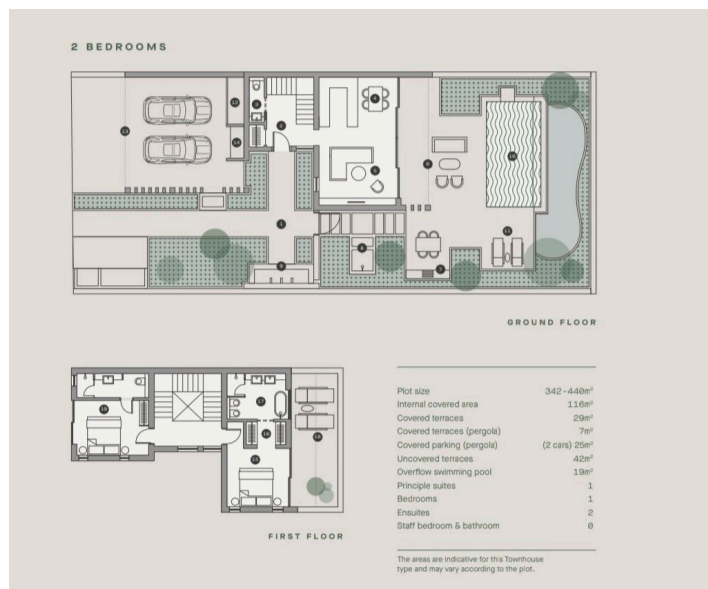 2 BEDROOMS
GROUND FLOOR
FIRST FLOOR
Plot size 342-440m²
Internal covered area 116m²
Covered terraces 29m²
Covered terraces (pergola) 7m²
Covered parking (pergola) (2 cars) 25m²
Uncovered terraces 42m²
Overflow swimming pool 19m²
Principle suites 1
Bedrooms 1
Ensuites 2
Staff bedroom & bathroom 0
The areas are indicative for this Townhouse
type and may vary according to the plot.